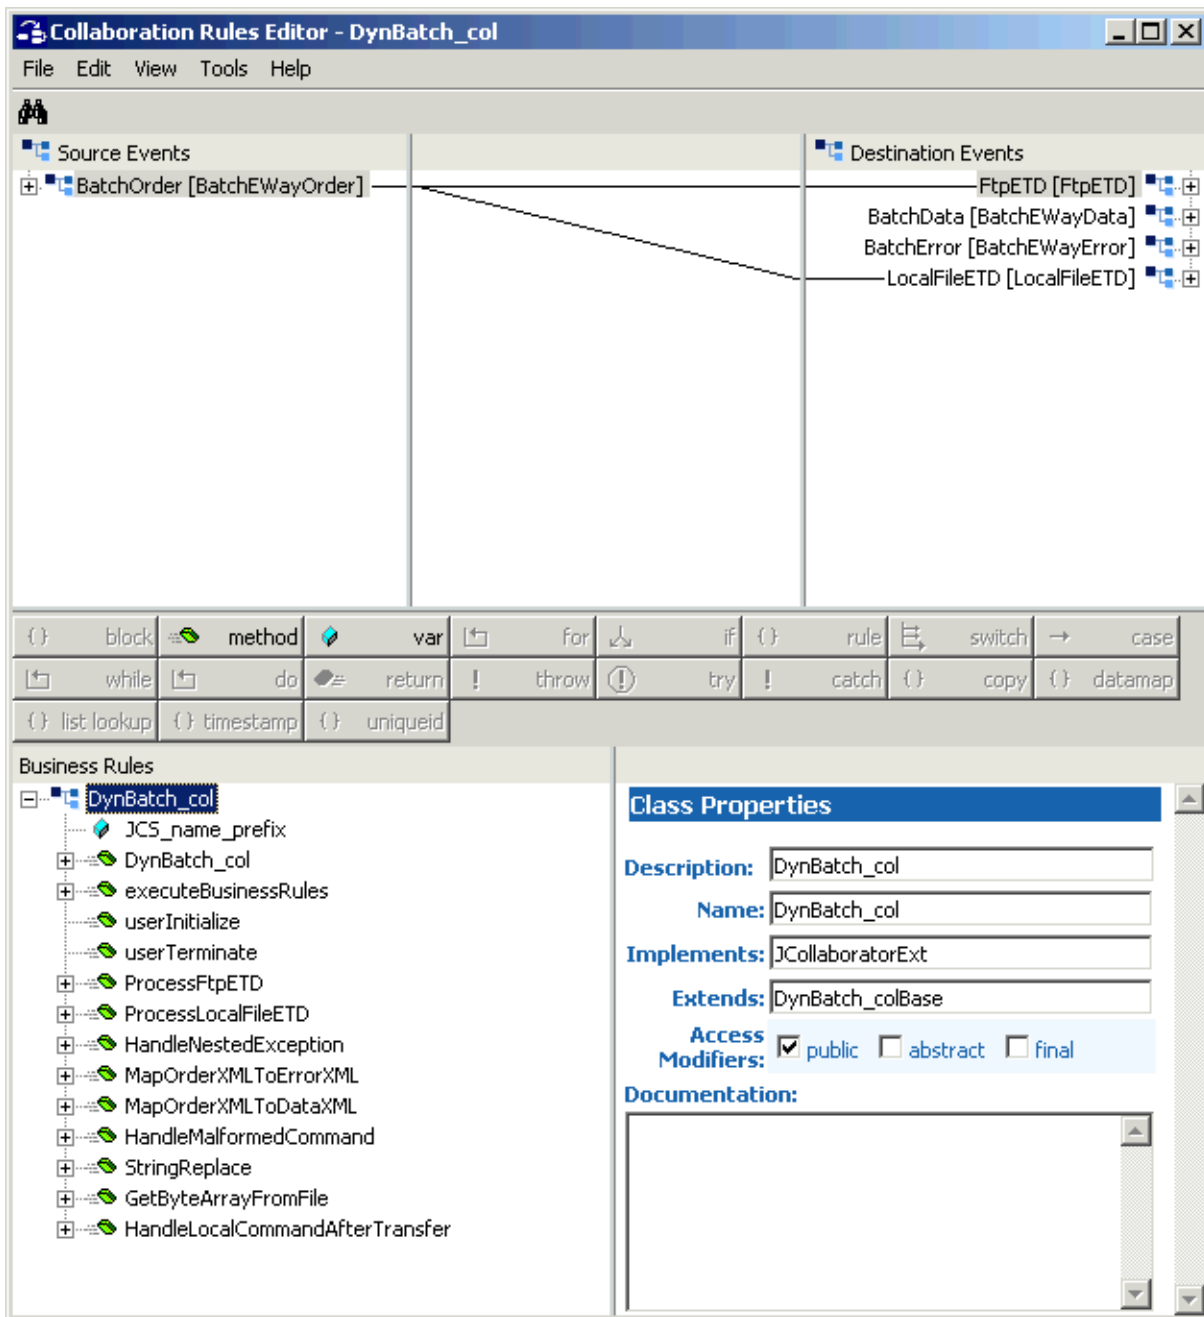 Collaboration Rules Editor - DynBatch_col
File Edit View Tools Help
Source Events
Destination Events
BatchOrder [BatchEWayOrder]
FtpETD [FtpETD]
BatchData [BatchEWayData]
BatchError [BatchEWayError]
LocalFileETD [LocalFileETD]
block method var for if rule switch case
while do return throw try catch copy datamap
list lookup timestamp uniqueid
Business Rules
DynBatch_col
JCS_name_prefix
DynBatch_col
executeBusinessRules
userInitialize
userTerminate
ProcessFtpETD
ProcessLocalFileETD
HandleNestedException
MapOrderXMLToErrorXML
MapOrderXMLToDataXML
HandleMalformedCommand
StringReplace
GetByteArrayFromFile
HandleLocalCommandAfterTransfer
Class Properties
Description: DynBatch_col
Name: DynBatch_col
Implements: JCollaboratorExt
Extends: DynBatch_colBase
Access
Modifiers: public abstract final
Documentation: